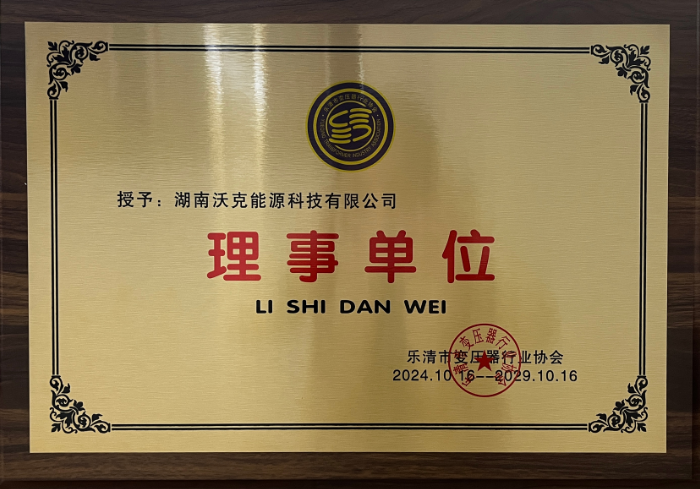 授予：湖南沃克能源科技有限公司
理事单位
LI SHI DAN WEI
乐清市变压器行业协会
2024.10.16--2029.10.16